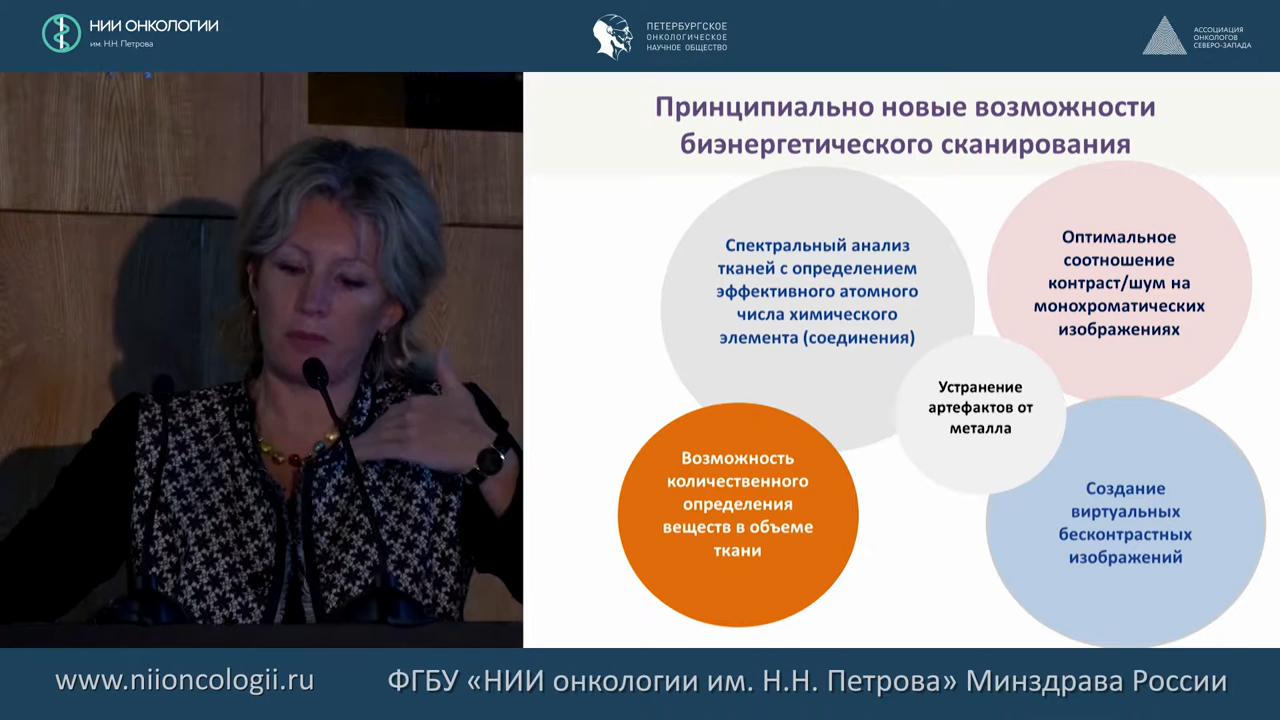 НИИ ОНКОЛОГИИ
им. Н.Н. Петрова
ПЕТЕРБУРГСКОЕ
ОНКОЛОГИЧЕСКОЕ
НАУЧНОЕ ОБЩЕСТВО
АССОЦИАЦИЯ
ОНКОЛОГОВ
СЕВЕРО-ЗАПАДА
Принципиально новые возможности
биэнергетического сканирования
Спектральный анализ
тканей с определением
эффективного атомного
числа химического
элемента (соединения)
Оптимальное
соотношение
контраст/шум на
монохроматических
изображениях
Устранение
артефактов от
металла
Возможность
количественного
определения
веществ в объеме
ткани
Создание
виртуальных
бесконтрастных
изображений
www.niioncologii.ru
ФГБУ «НИИ онкологии им. Н.Н. Петрова» Минздрава России